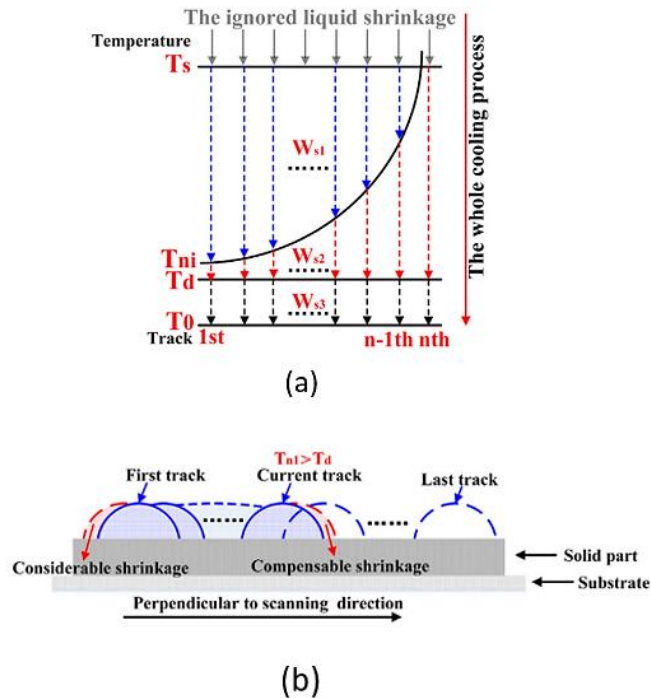 The ignored liquid shrinkage
Temperature
Ts
Ws1
......
Tni
Ws2
......
Td
Ws3
......
T0
Track 1st n-1th nth
The whole cooling process
(a)
Tn1>Td
First track Current track Last track
...... ......
Solid part
Considerable shrinkage Compensable shrinkage
Substrate
Perpendicular to scanning direction
(b)